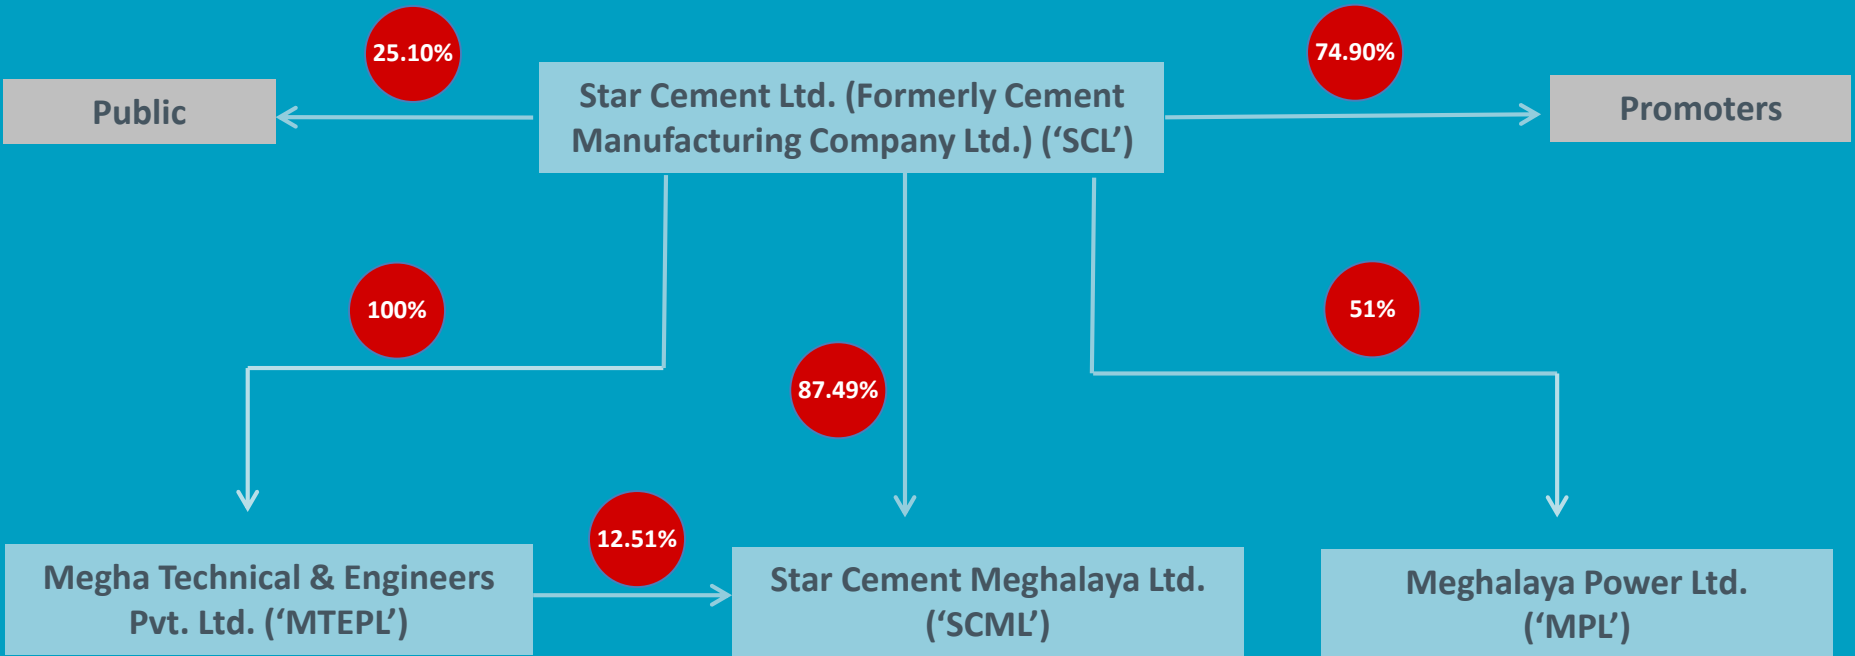 25.10%
74.90%
Public
Star Cement Ltd. (Formerly Cement
Manufacturing Company Ltd.) (‘SCL’)
Promoters
100%
51%
87.49%
12.51%
Megha Technical & Engineers
Pvt. Ltd. (‘MTEPL’)
Star Cement Meghalaya Ltd.
(‘SCML’)
Meghalaya Power Ltd.
(‘MPL’)